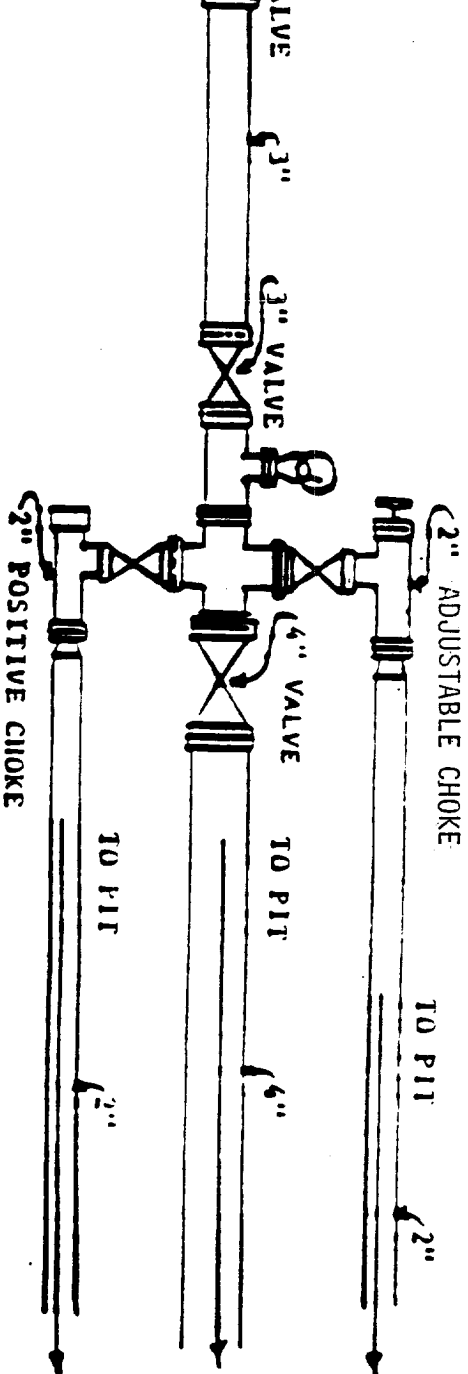 2" ADJUSTABLE CHOKE
TO PIT
2"
ALVE
3"
3" VALVE
4" VALVE
TO PIT
4"
TO PIT
2"
2" POSITIVE CHOKE